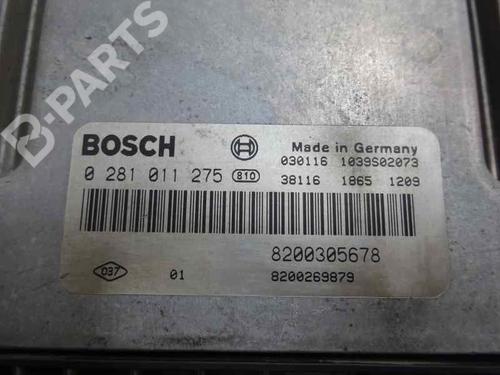 B-PARTS
BOSCH
Made in Germany
030116 1039S02073
0 281 011 275 810
38116 1865 1209
8200305678
037 01 8200269879